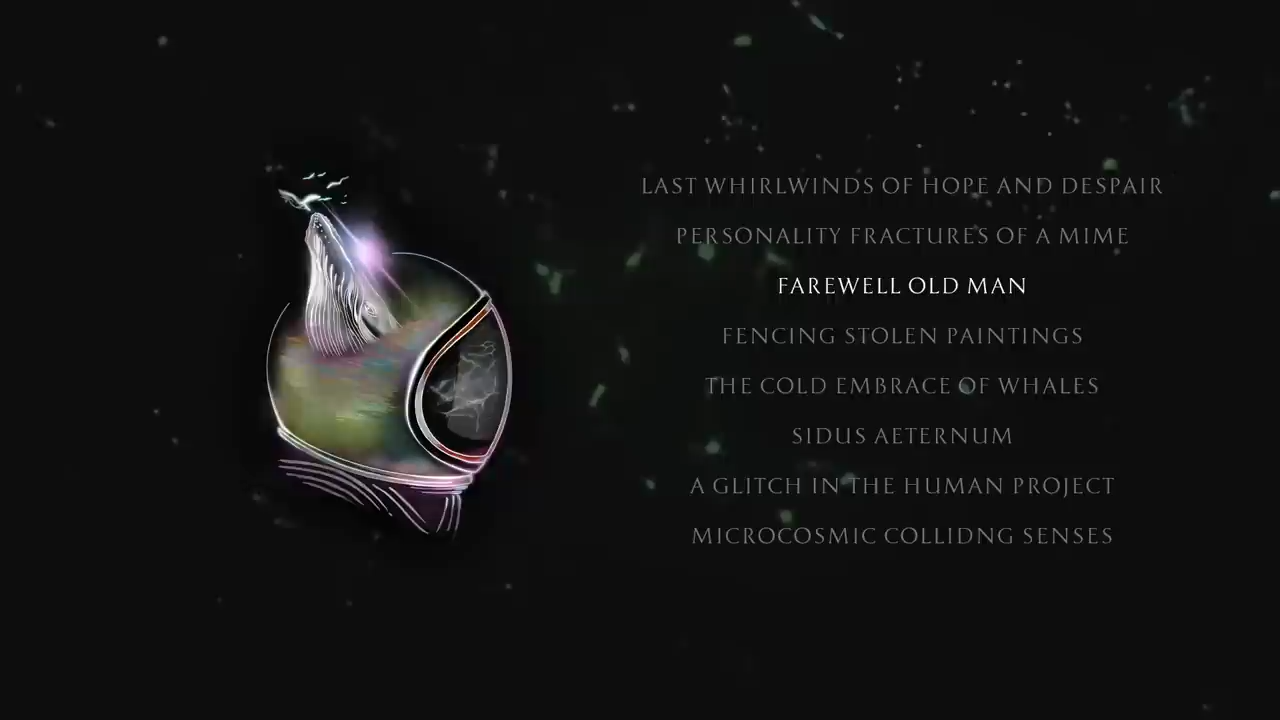 LAST WHIRLWINDS OF HOPE AND DESPAIR
PERSONALITY FRACTURES OF A MIME
FAREWELL OLD MAN
FENCING STOLEN PAINTINGS
THE COLD EMBRACE OF WHALES
SIDUS AETERNUM
A GLITCH IN THE HUMAN PROJECT
MICROCOSMIC COLLIDNG SENSES